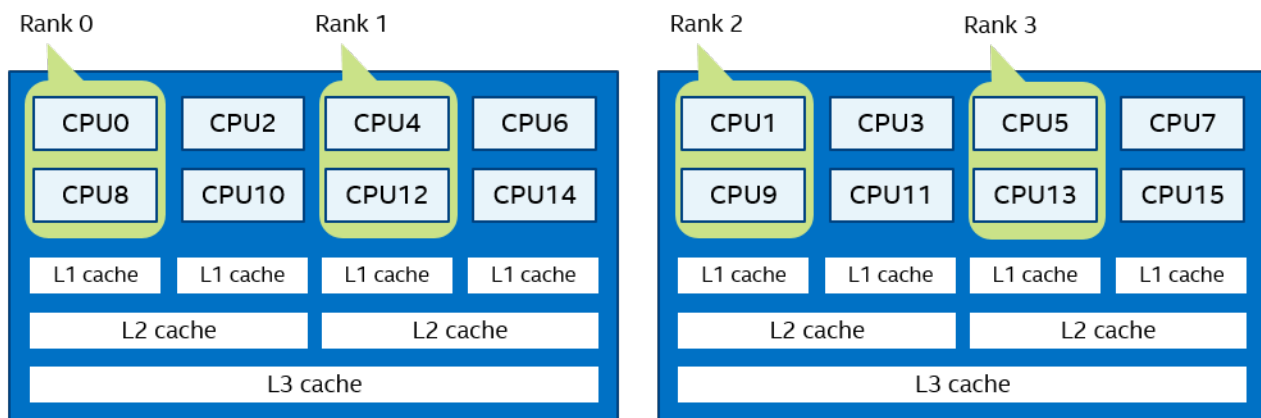 Rank 0 Rank 1 Rank 2 Rank 3
CPU0 CPU2 CPU4 CPU6 CPU1 CPU3 CPU5 CPU7
CPU8 CPU10 CPU12 CPU14 CPU9 CPU11 CPU13 CPU15
L1 cache L1 cache L1 cache L1 cache L1 cache L1 cache L1 cache L1 cache
L2 cache L2 cache L2 cache L2 cache
L3 cache L3 cache